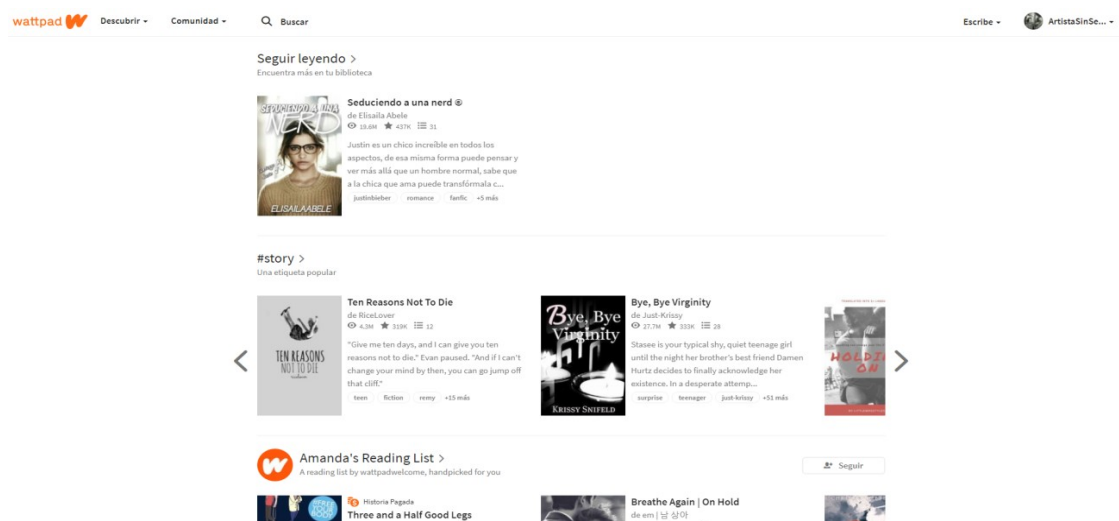 wattpad
Descubrir
Comunidad
Buscar
Escribe
ArtistaSinSe...
Seguir leyendo >
Encuentra más en tu biblioteca
SEDUCIENDO A UNA
NERD
ELISAILAABELE
Seduciendo a una nerd ®
de Elisaila Abele
19,6M 437K 31
Justin es un chico increíble en todos los
aspectos, de esa misma forma puede pensar y
ver más allá que un hombre normal, sabe que
a la chica que ama puede transfórmala c...
justinbieber romance fanfic +5 más
#story >
Una etiqueta popular
TEN REASONS
NOT TO DIE
Ten Reasons Not To Die
de RiceLover
4,3M 319K 12
"Give me ten days, and I can give you ten
reasons not to die." Evan paused. "And if I can't
change your mind by then, you can go jump off
that cliff."
teen fiction remy +15 más
Bye, Bye
Virginity
KRISSY SNIFELD
Bye, Bye Virginity
de Just-Krissy
27,7M 333K 28
Stasee is your typical shy, quiet teenage girl
until the night her brother's best friend Damen
Hurtz decides to finally acknowledge her
existence. In a desperate attemp...
surprise teenager just-krissy +51 más
HOLDI
ON
Amanda's Reading List >
A reading list by wattpadwelcome, handpicked for you
Seguir
Historia Pagada
Three and a Half Good Legs
Breathe Again | On Hold
de em | 남 상아